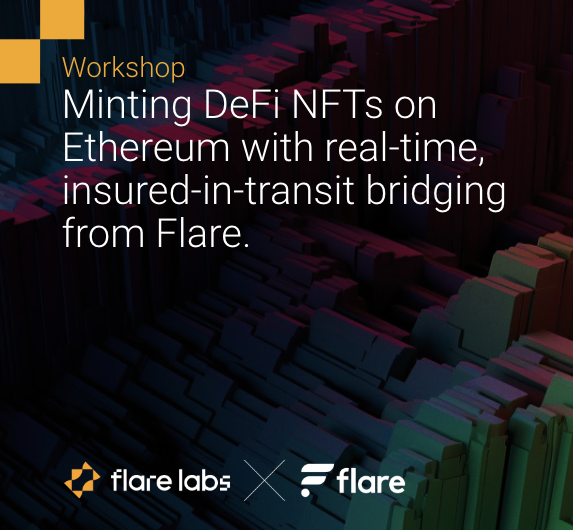 Workshop
Minting DeFi NFTs on
Ethereum with real-time,
insured-in-transit bridging
from Flare.
flare labs
flare